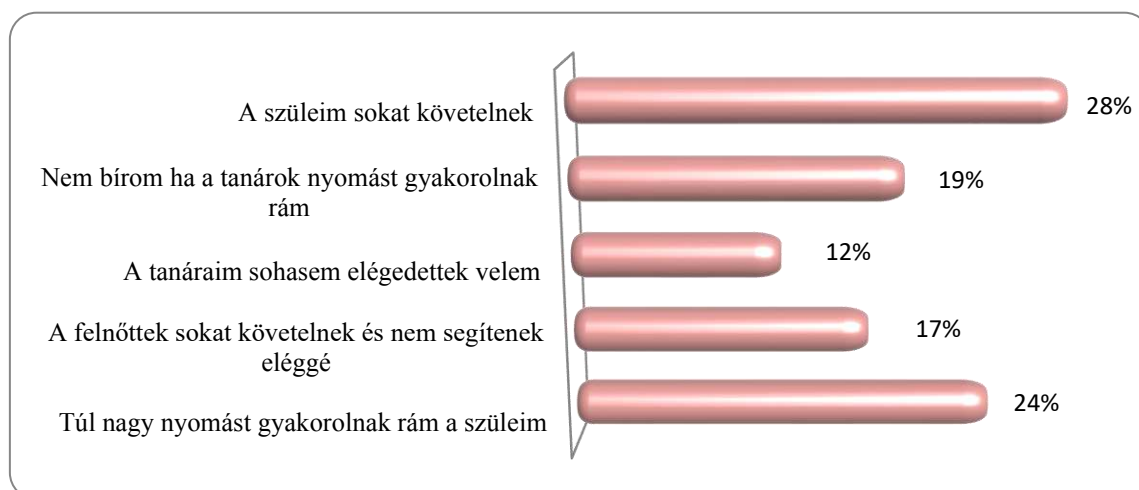 A szüleim sokat követelnek
28%
Nem bírom ha a tanárok nyomást gyakorolnak
rám
19%
A tanáraim sohasem elégedettek velem
12%
A felnőttek sokat követelnek és nem segítenek
eléggé
17%
Túl nagy nyomást gyakorolnak rám a szüleim
24%